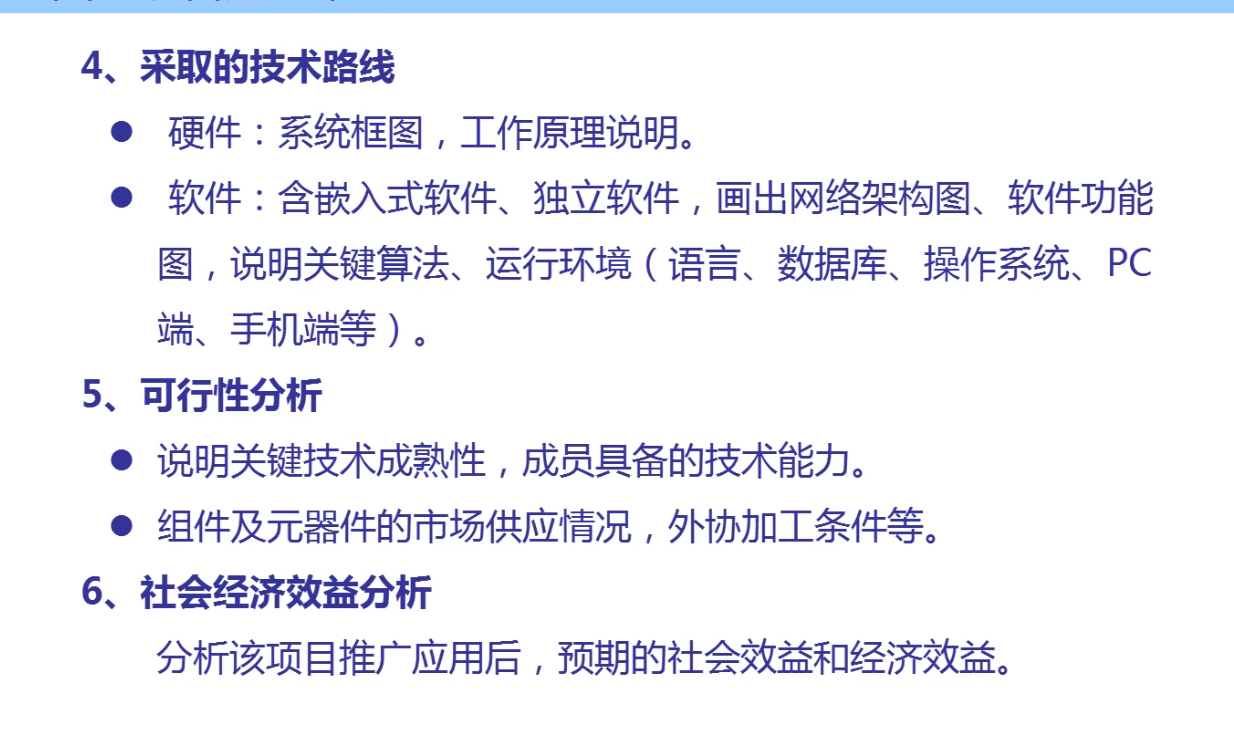 4、采取的技术路线
● 硬件：系统框图，工作原理说明。
● 软件：含嵌入式软件、独立软件，画出网络架构图、软件功能
图，说明关键算法、运行环境（语言、数据库、操作系统、PC
端、手机端等）。
5、可行性分析
● 说明关键技术成熟性，成员具备的技术能力。
● 组件及元器件的市场供应情况，外协加工条件等。
6、社会经济效益分析
分析该项目推广应用后，预期的社会效益和经济效益。